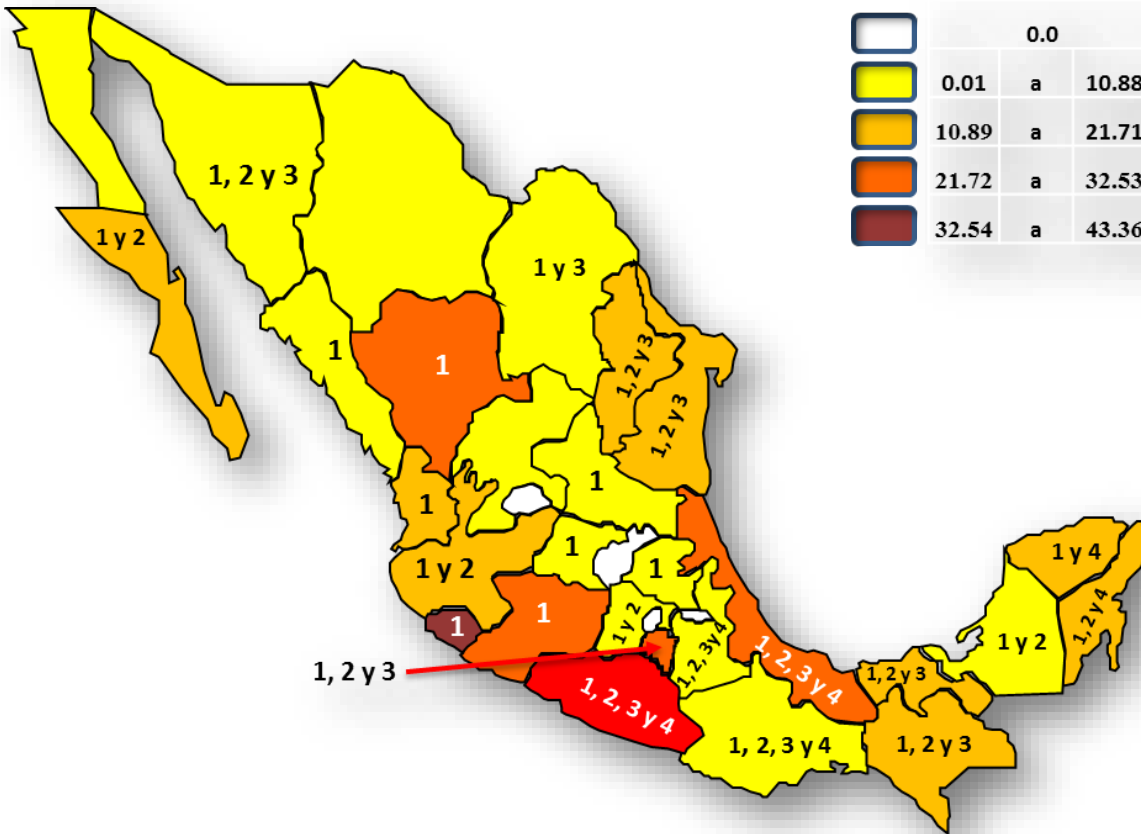 0.0
0.01 a 10.88
10.89 a 21.71
21.72 a 32.53
32.54 a 43.36
1, 2 y 3
1 y 2
1 y 3
1
1
1, 2 y 3
1, 2 y 3
1
1
1 y 2
1
1
1 y 4
1
1
1 y 2
1, 2, 3 y 4
1, 2 y 4
1 y 2
1, 2 y 3
1, 2, 3 y 4
1, 2 y 3
1, 2, 3 y 4
1, 2, 3 y 4
1, 2 y 3